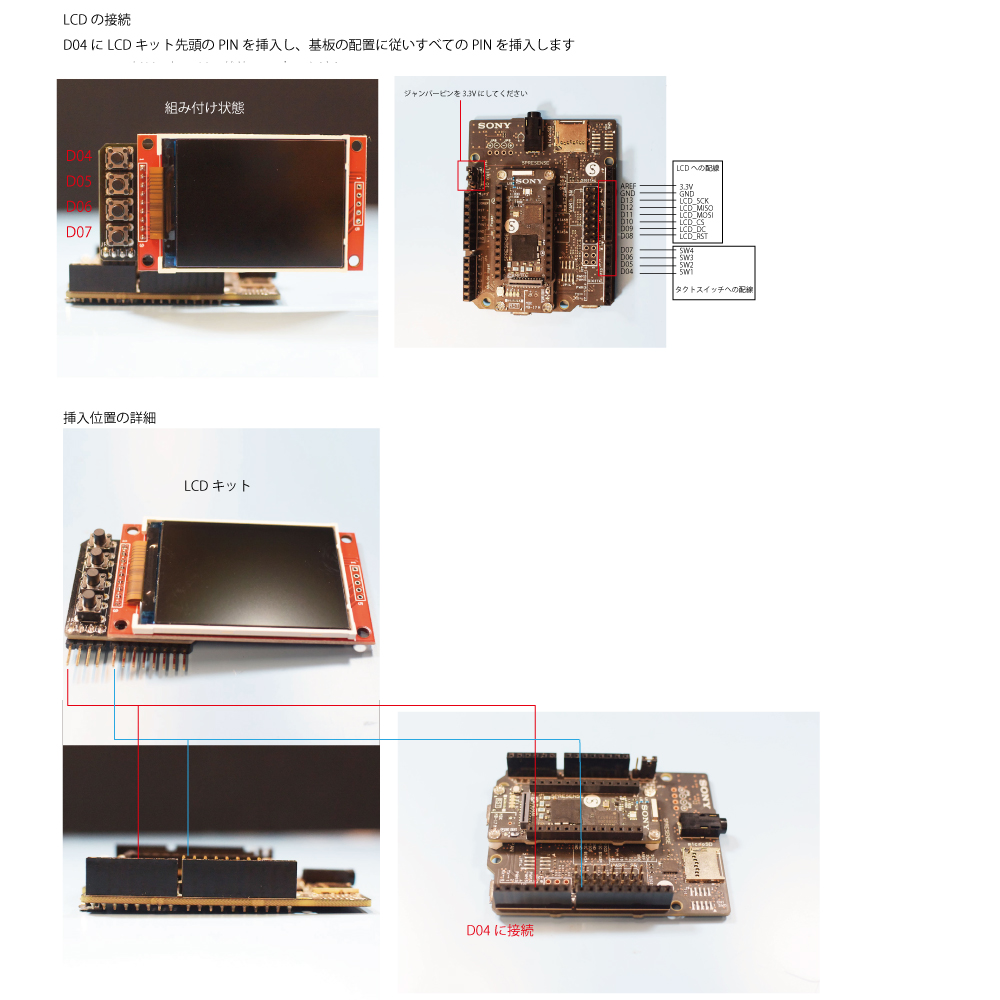 LCD の接続
D04 に LCD キット先頭の PIN を挿入し、基板の配置に従いすべての PIN を挿入します
組み付け状態
D04
D05
D06
D07
ジャンパーピンを 3.3V にしてください
SONY
SPRESENSE
SONY
LCD への配線
AREF 3.3V
GND GND
D13 LCD_SCK
D12 LCD_MISO
D11 LCD_MOSI
D10 LCD_CS
D09 LCD_DC
D08 LCD_RST
D07 SW4
D06 SW3
D05 SW2
D04 SW1
タクトスイッチへの配線
挿入位置の詳細
LCD キット
SPRESENSE
SONY
SONY
SPRESENSE
microSD
D04 に接続